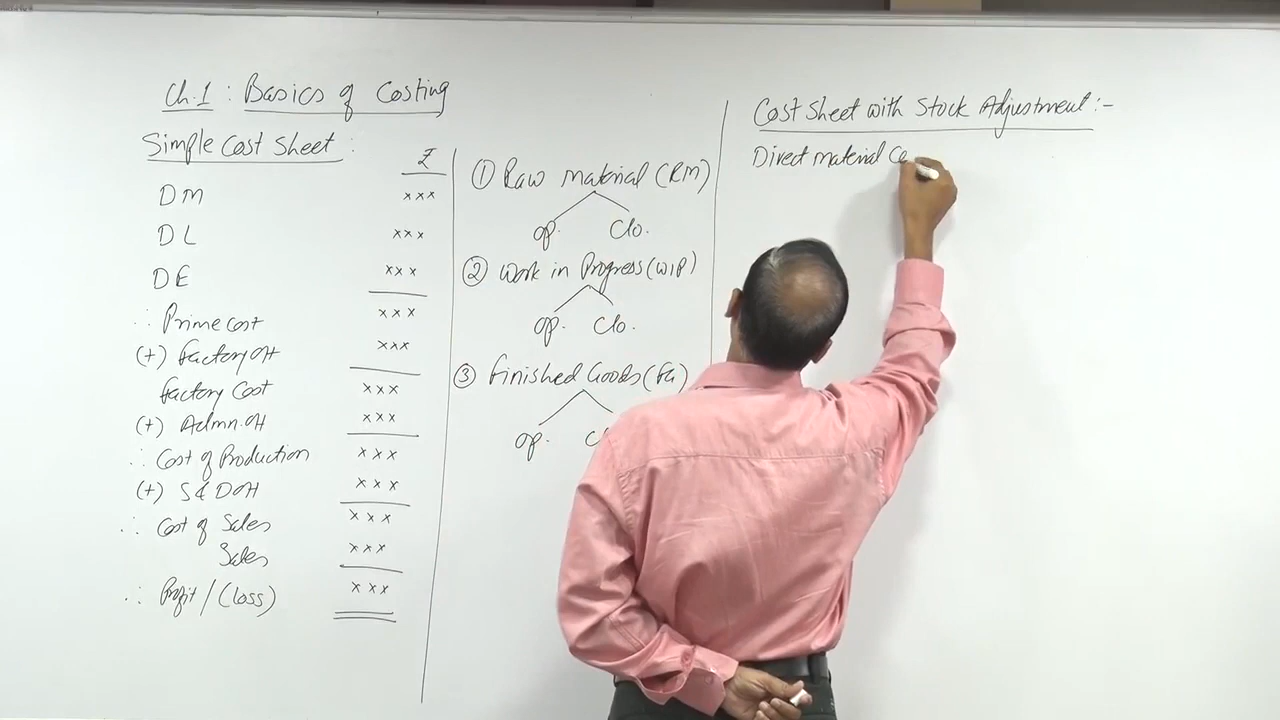 Ch.1 : Basics of Costing
Simple Cost Sheet :
₹
DM xxx
DL xxx
DE xxx
∴ Prime Cost xxx
(+) Factory OH xxx
Factory Cost xxx
(+) Admn. OH xxx
∴ Cost of Production xxx
(+) S & D OH xxx
∴ Cost of Sales xxx
Sales xxx
∴ Profit / (Loss) xxx
① Raw Material (RM)
op. Clo.
② Work in Progress (WIP)
op. Clo.
③ Finished Goods (FG)
op.
Cost Sheet with Stock Adjustment :-
Direct Material Co